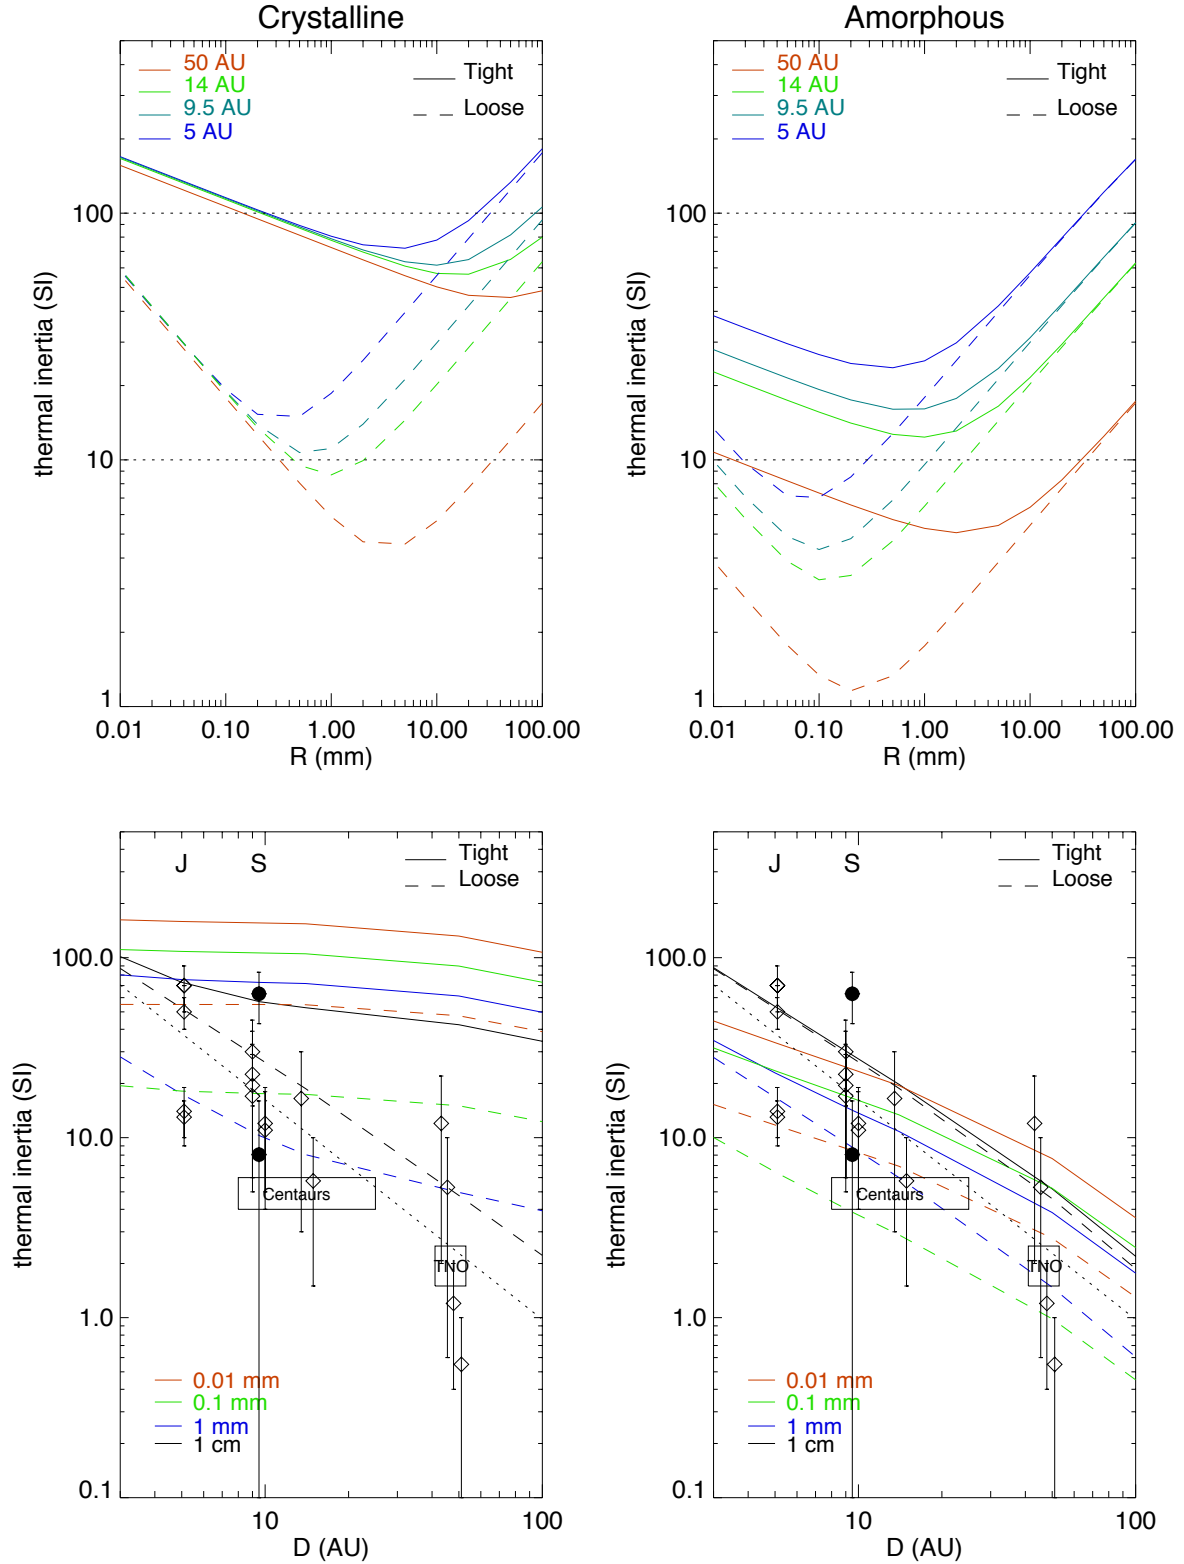 Crystalline
50 AU
14 AU
9.5 AU
5 AU
Tight
Loose
100
10
1
thermal inertia (SI)
0.01
0.10
1.00
10.00
100.00
R (mm)
Amorphous
50 AU
14 AU
9.5 AU
5 AU
Tight
Loose
100
10
1
thermal inertia (SI)
0.01
0.10
1.00
10.00
100.00
R (mm)
J
S
Tight
Loose
100.0
10.0
1.0
0.1
thermal inertia (SI)
Centaurs
TNO
0.01 mm
0.1 mm
1 mm
1 cm
10
100
D (AU)
J
S
Tight
Loose
100.0
10.0
1.0
0.1
thermal inertia (SI)
Centaurs
TNO
0.01 mm
0.1 mm
1 mm
1 cm
10
100
D (AU)